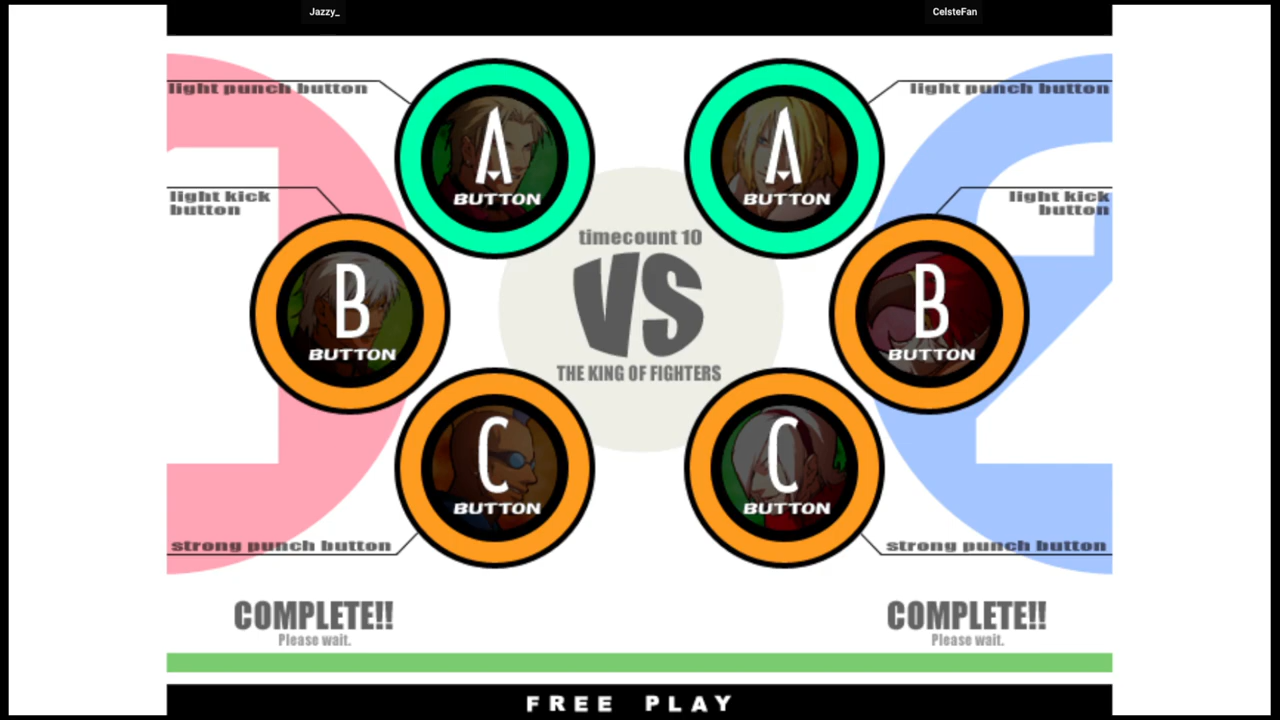 Jazzy_
CelsteFan
light punch button
light punch button
A
BUTTON
A
BUTTON
light kick
button
light kick
button
1
2
timecount 10
VS
THE KING OF FIGHTERS
B
BUTTON
B
BUTTON
C
BUTTON
C
BUTTON
strong punch button
strong punch button
COMPLETE!!
Please wait.
COMPLETE!!
Please wait.
FREE PLAY